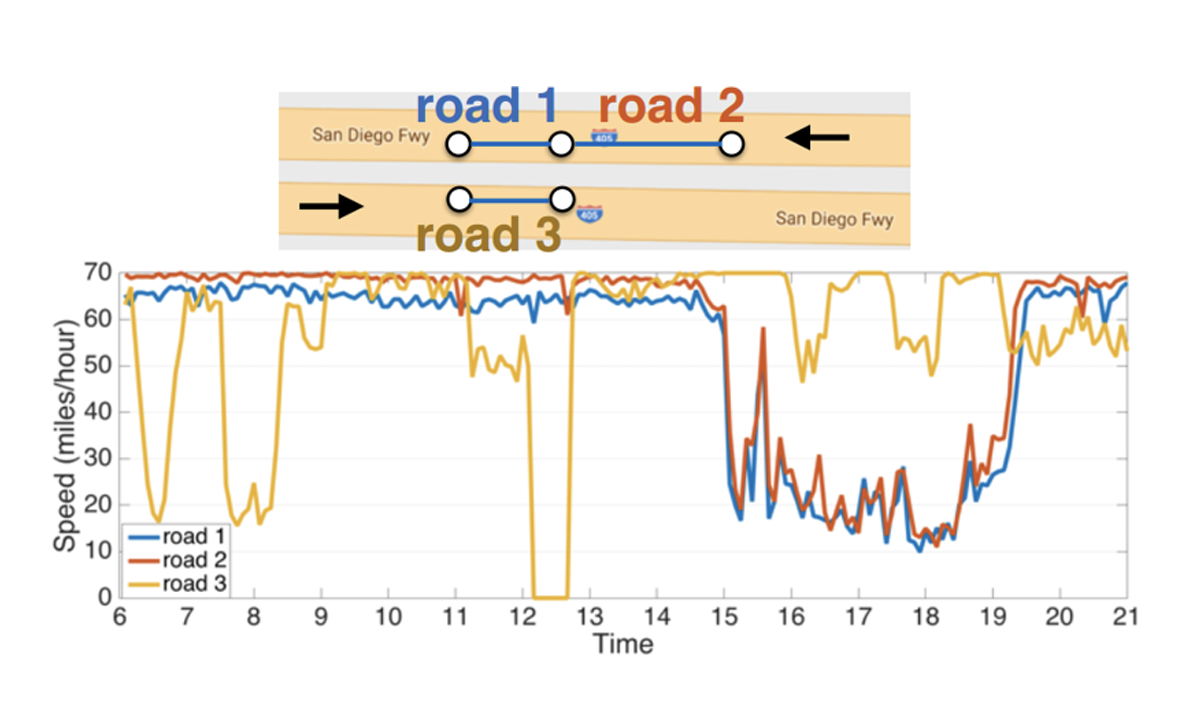 road 1 road 2
San Diego Fwy
405
405
San Diego Fwy
road 3
70
60
50
40
30
20
10
0
Speed (miles/hour)
road 1
road 2
road 3
6 7 8 9 10 11 12 13 14 15 16 17 18 19 20 21
Time